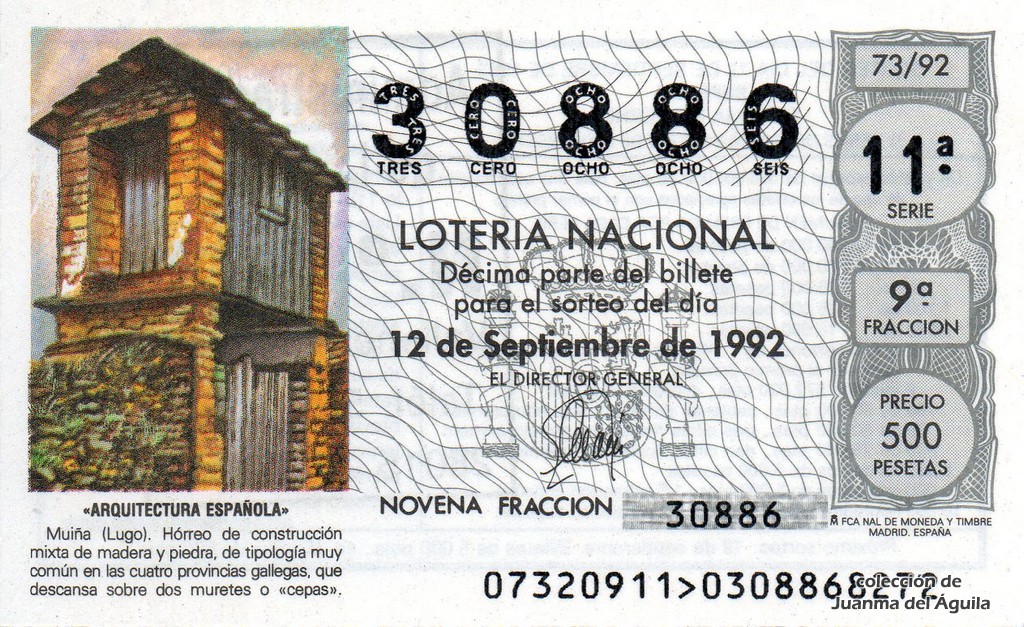 30886
TRES CERO OCHO OCHO SEIS
LOTERIA NACIONAL
Décima parte del billete
para el sorteo del día
12 de Septiembre de 1992
EL DIRECTOR GENERAL
NOVENA FRACCION 30886
73/92
11ª
SERIE
9ª
FRACCION
PRECIO
500
PESETAS
FCA NAL DE MONEDA Y TIMBRE
MADRID. ESPAÑA
«ARQUITECTURA ESPAÑOLA»
Muiña (Lugo). Hórreo de construcción
mixta de madera y piedra, de tipología muy
común en las cuatro provincias gallegas, que
descansa sobre dos muretes o «cepas».
07320911>0308868272
colección de
Juanma del Águila